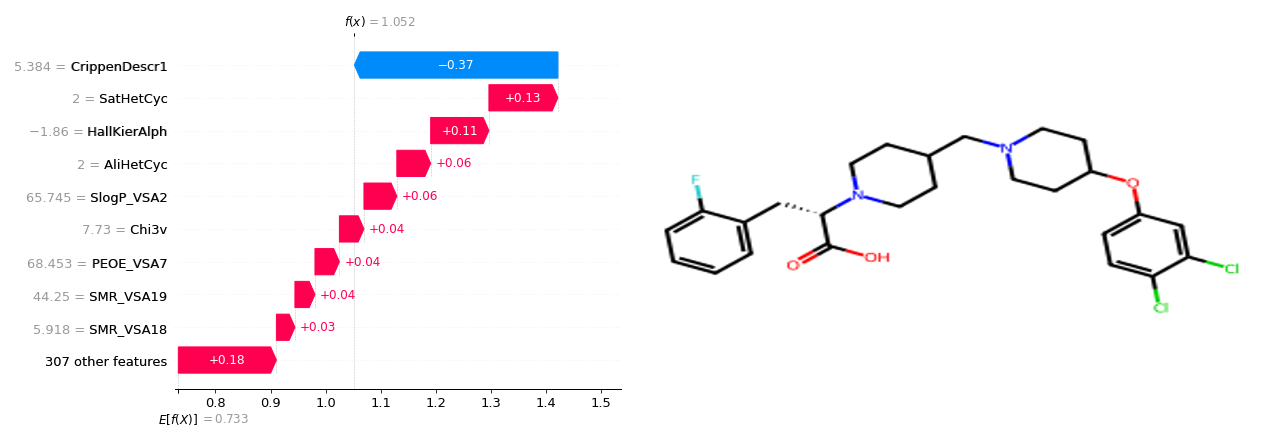 f(x) = 1.052
5.384 = CrippenDescr1
−0.37
2 = SatHetCyc
+0.13
−1.86 = HallKierAlph
+0.11
2 = AliHetCyc
+0.06
65.745 = SlogP_VSA2
+0.06
7.73 = Chi3v
+0.04
68.453 = PEOE_VSA7
+0.04
44.25 = SMR_VSA19
+0.04
5.918 = SMR_VSA18
+0.03
307 other features
+0.18
0.8 0.9 1.0 1.1 1.2 1.3 1.4 1.5
E[f(X)] = 0.733
F
N
N
O
O
OH
Cl
Cl